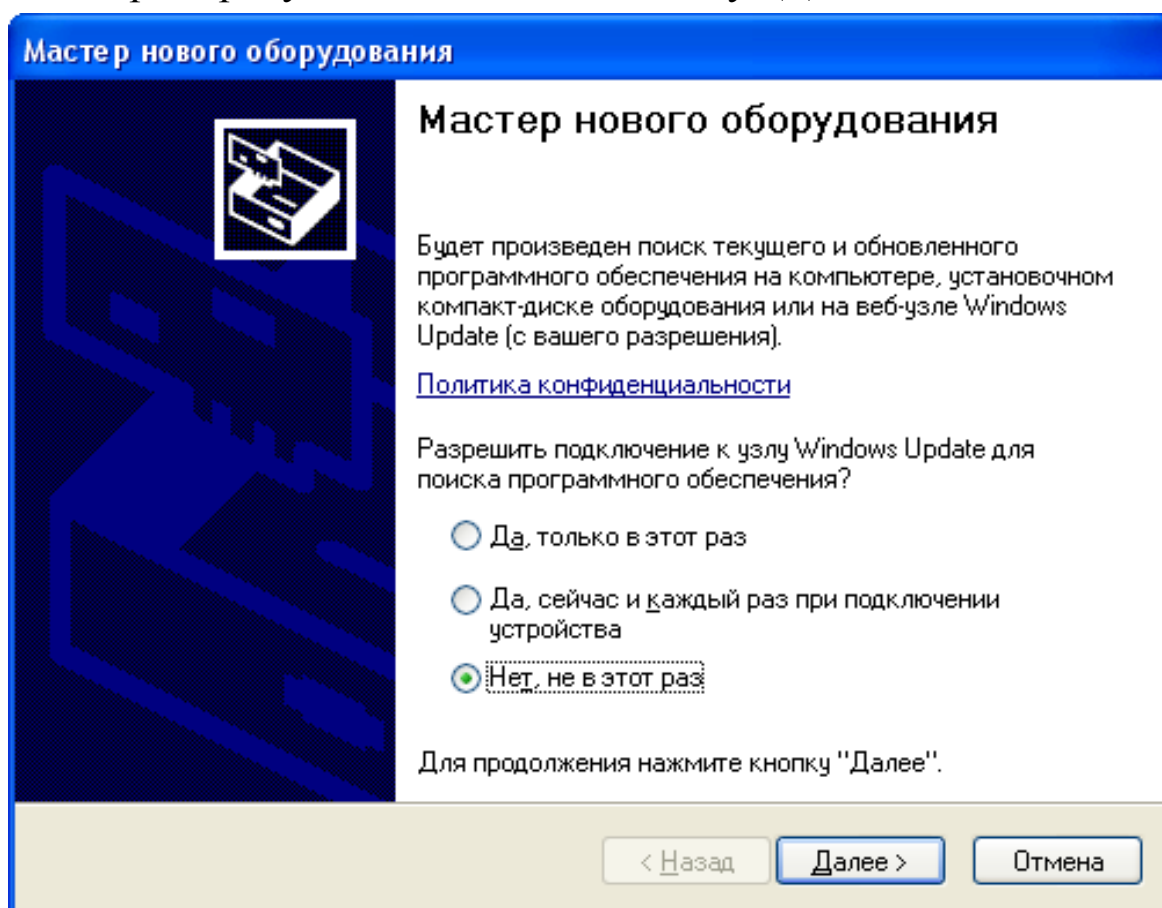 Мастер нового оборудования
Мастер нового оборудования
Будет произведен поиск текущего и обновленного
программного обеспечения на компьютере, установочном
компакт-диске оборудования или на веб-узле Windows
Update (с вашего разрешения).
Политика конфиденциальности
Разрешить подключение к узлу Windows Update для
поиска программного обеспечения?
Да, только в этот раз
Да, сейчас и каждый раз при подключении
устройства
Нет, не в этот раз
Для продолжения нажмите кнопку "Далее".
< Назад Далее > Отмена